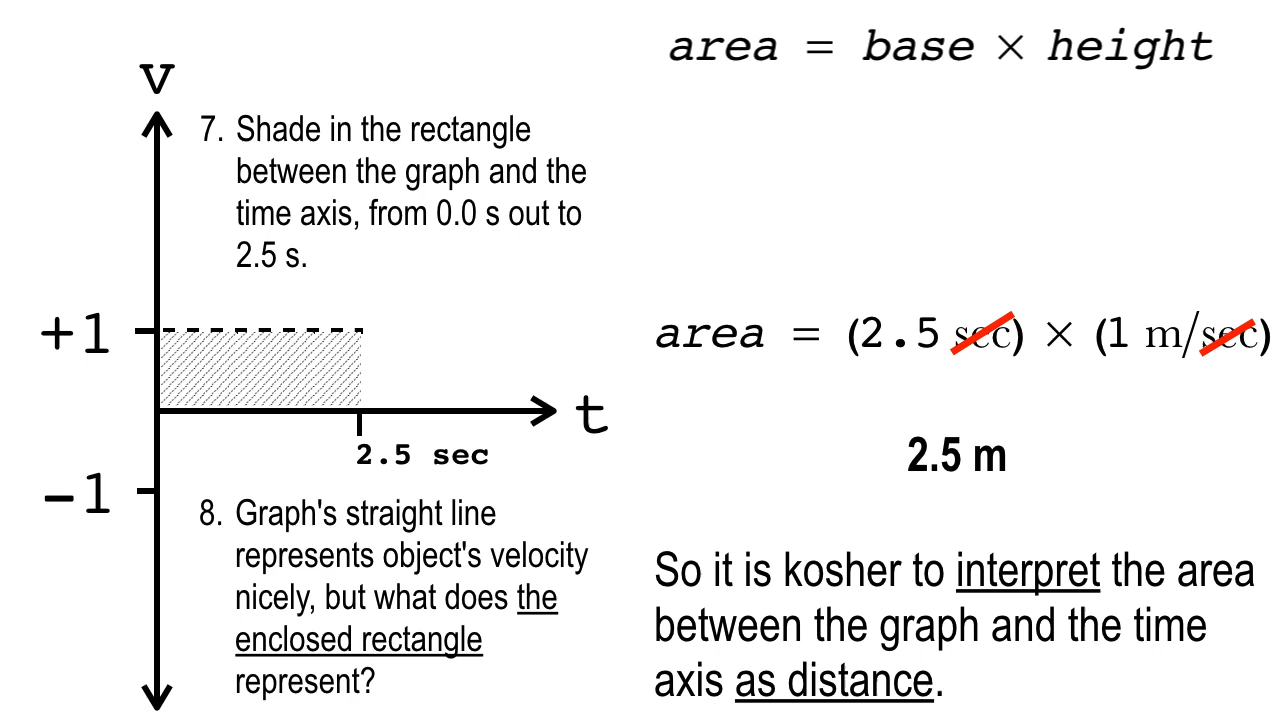 area = base × height
v
7. Shade in the rectangle
between the graph and the
time axis, from 0.0 s out to
2.5 s.
+1
t
2.5 sec
−1
8. Graph's straight line
represents object's velocity
nicely, but what does the
enclosed rectangle
represent?
area = (2.5 sec) × (1 m/sec)
2.5 m
So it is kosher to interpret the area
between the graph and the time
axis as distance.